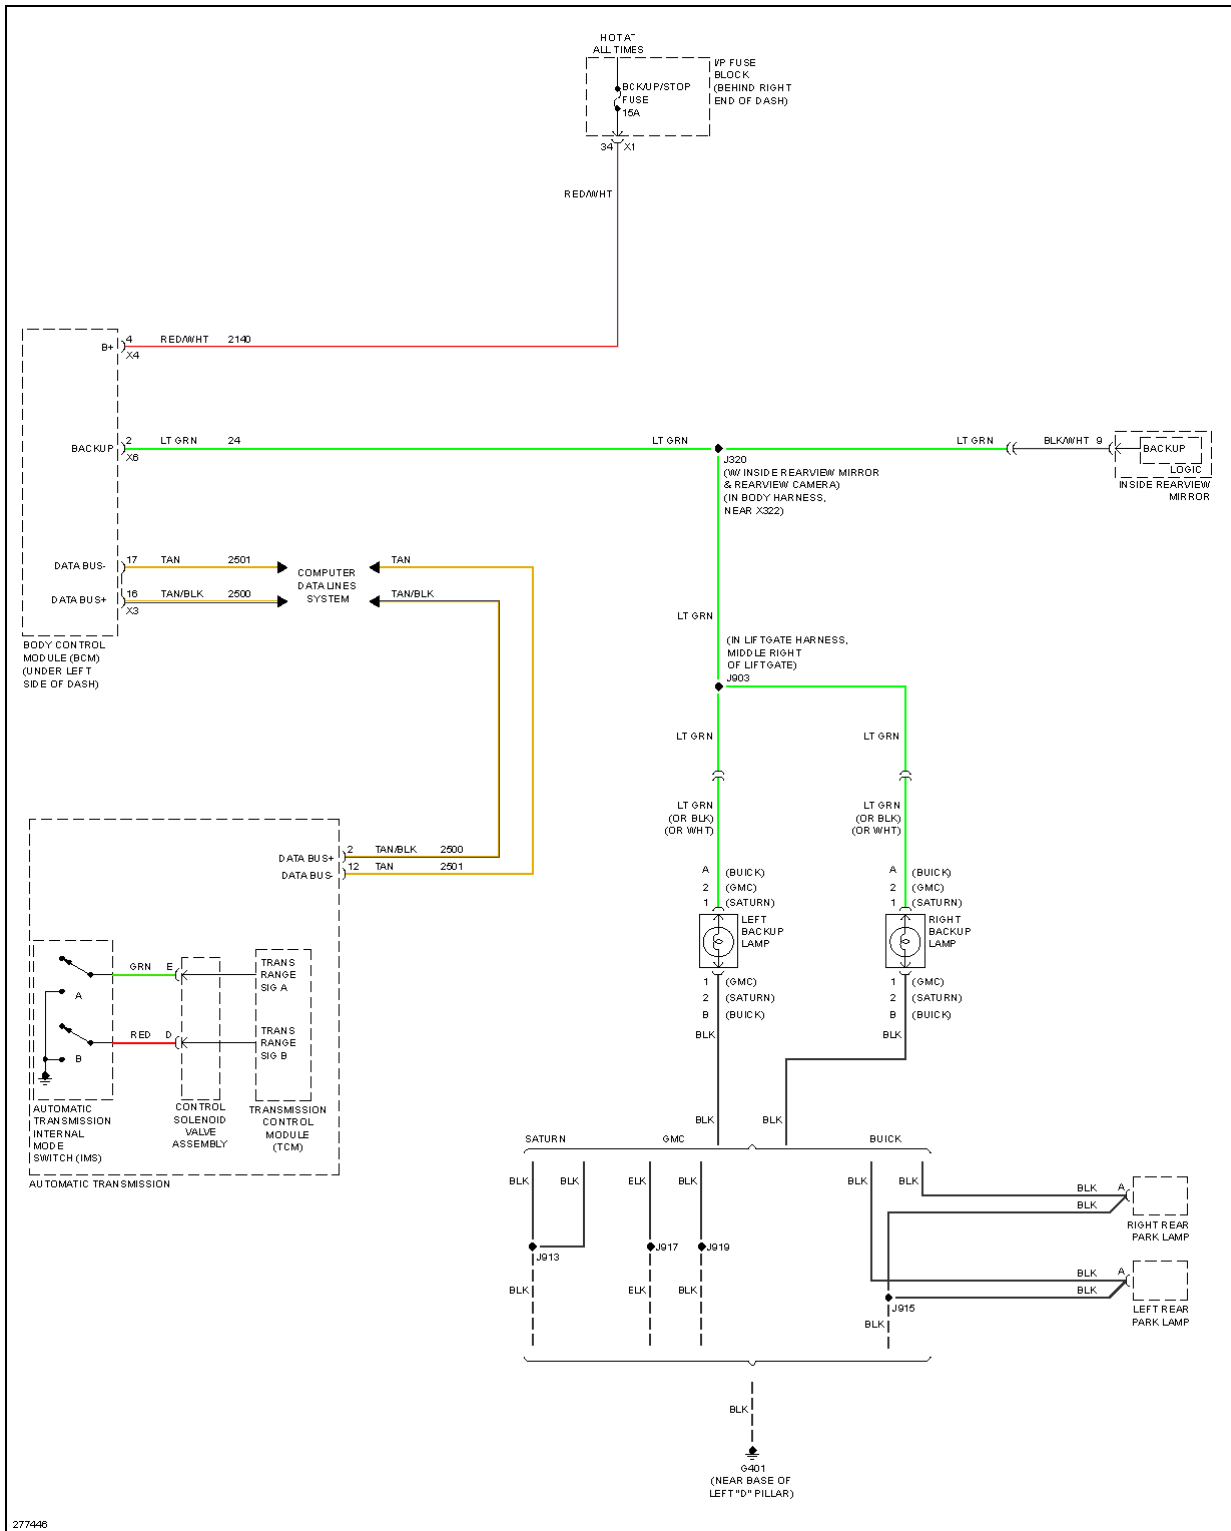 HOT AT
ALL TIMES
I/P FUSE
BLOCK
(BEHIND RIGHT
END OF DASH)
BCK/UP/STOP
FUSE
15A
34 X1
RED/WHT
B+
4 RED/WHT 2140
X4
BACKUP
2 LT GRN 24
X6
LT GRN
LT GRN
BLK/WHT 9
BACKUP
LOGIC
INSIDE REARVIEW
MIRROR
J320
(W/ INSIDE REARVIEW MIRROR
& REARVIEW CAMERA)
(IN BODY HARNESS,
NEAR X322)
DATA BUS-
17 TAN 2501
DATA BUS+
16 TAN/BLK 2500
X3
COMPUTER
DATA LINES
SYSTEM
TAN
TAN/BLK
BODY CONTROL
MODULE (BCM)
(UNDER LEFT
SIDE OF DASH)
LT GRN
(IN LIFTGATE HARNESS,
MIDDLE RIGHT
OF LIFTGATE)
J903
LT GRN
LT GRN
LT GRN
(OR BLK)
(OR WHT)
LT GRN
(OR BLK)
(OR WHT)
DATA BUS+
2 TAN/BLK 2500
DATA BUS-
12 TAN 2501
A (BUICK)
2 (GMC)
1 (SATURN)
A (BUICK)
2 (GMC)
1 (SATURN)
LEFT
BACKUP
LAMP
RIGHT
BACKUP
LAMP
1 (GMC)
2 (SATURN)
B (BUICK)
1 (GMC)
2 (SATURN)
B (BUICK)
BLK
BLK
GRN E
TRANS
RANGE
SIG A
A
RED D
TRANS
RANGE
SIG B
B
AUTOMATIC
TRANSMISSION
INTERNAL
MODE
SWITCH (IMS)
CONTROL
SOLENOID
VALVE
ASSEMBLY
TRANSMISSION
CONTROL
MODULE
(TCM)
AUTOMATIC TRANSMISSION
BLK
BLK
SATURN
GMC
BUICK
BLK
BLK
ELK
BLK
BLK
BLK
BLK A
BLK
RIGHT REAR
PARK LAMP
J913
J917
J919
BLK A
BLK
LEFT REAR
PARK LAMP
J915
BLK
ELK
BLK
BLK
BLK
G401
(NEAR BASE OF
LEFT "D" PILLAR)
277446